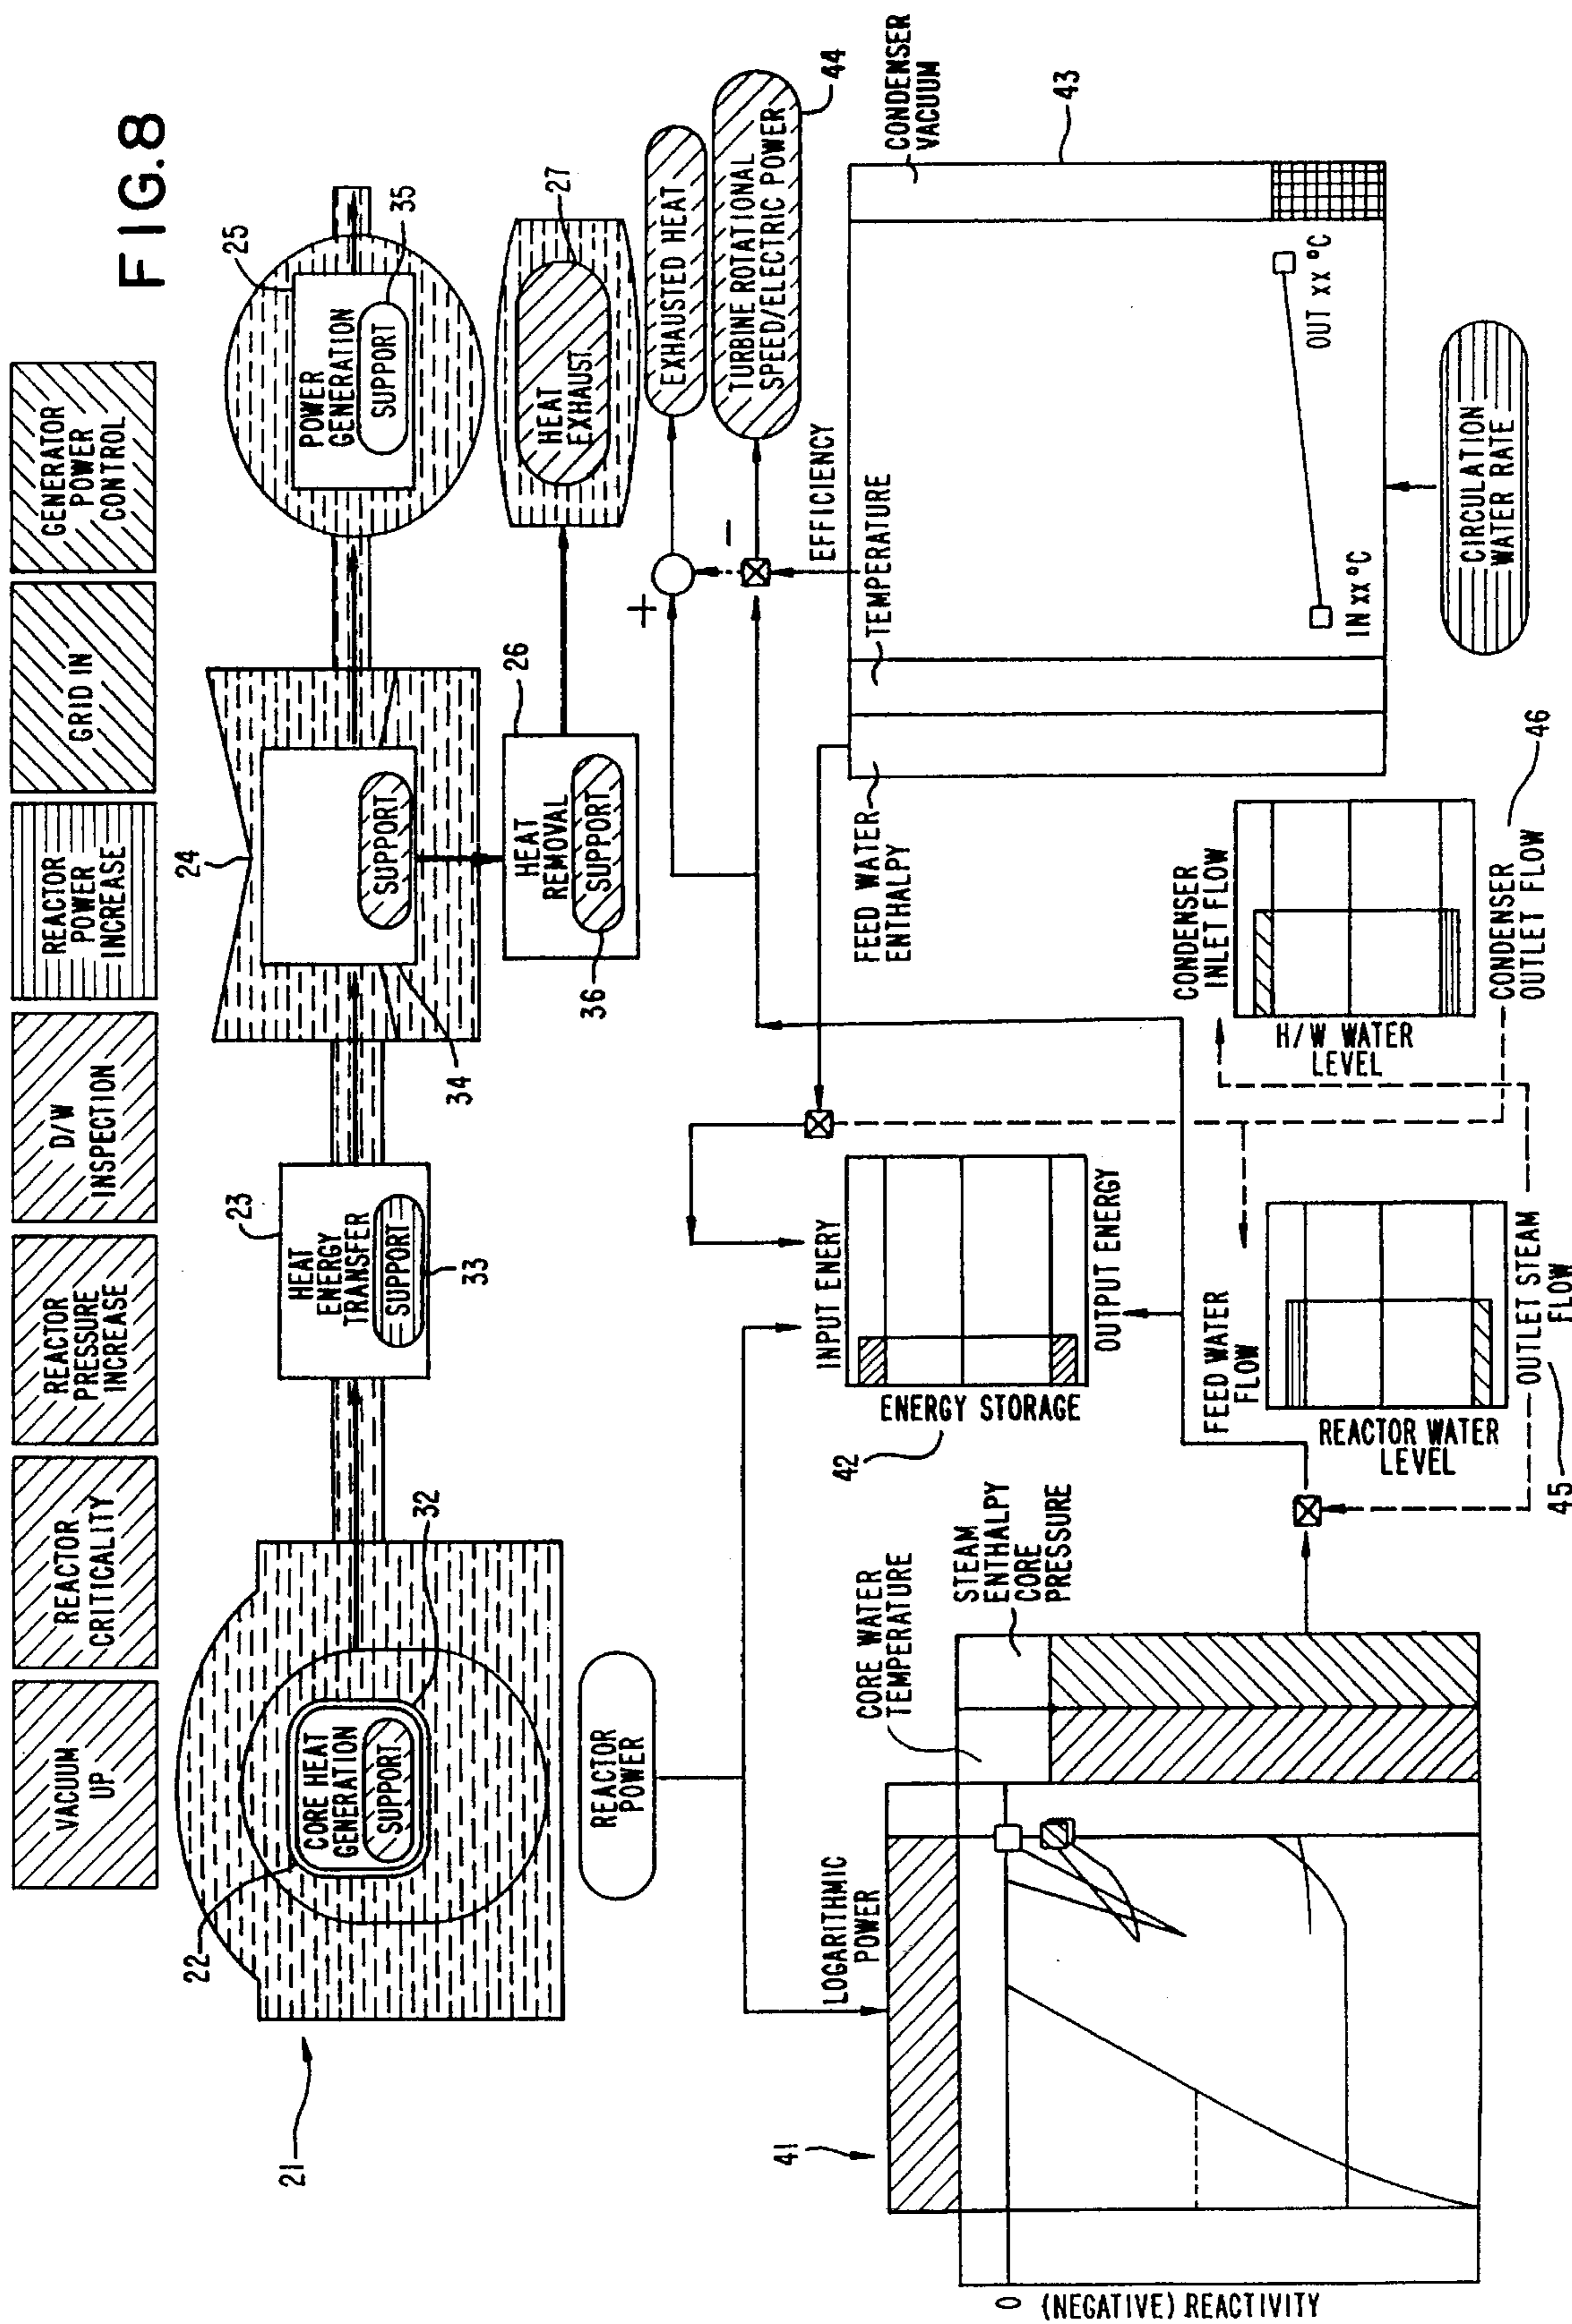 FIG.8
VACUUM
UP
REACTOR
CRITICALITY
REACTOR
PRESSURE
INCREASE
D/W
INSPECTION
REACTOR
POWER
INCREASE
GRID IN
GENERATOR
POWER
CONTROL
21
22
CORE HEAT
GENERATION
SUPPORT
32
23
HEAT
ENERGY
TRANSFER
SUPPORT
33
24
SUPPORT
34
25
POWER
GENERATION
SUPPORT
35
26
HEAT
REMOVAL
SUPPORT
36
27
HEAT
EXHAUST
REACTOR
POWER
EXHAUSTED HEAT
TURBINE ROTATIONAL
SPEED/ELECTRIC POWER
44
+
−
EFFICIENCY
41
LOGARITHMIC
POWER
CORE WATER
TEMPERATURE
STEAM
ENTHALPY
CORE
PRESSURE
0
(NEGATIVE) REACTIVITY
INPUT ENERY
OUTPUT ENERGY
ENERGY STORAGE
42
FEED WATER
FLOW
REACTOR WATER
LEVEL
OUTLET STEAM
FLOW
45
CONDENSER
INLET FLOW
H/W WATER
LEVEL
CONDENSER
OUTLET FLOW
46
FEED WATER
ENTHALPY
TEMPERATURE
CONDENSER
VACUUM
43
IN XX °C
OUT XX °C
CIRCULATION
WATER RATE